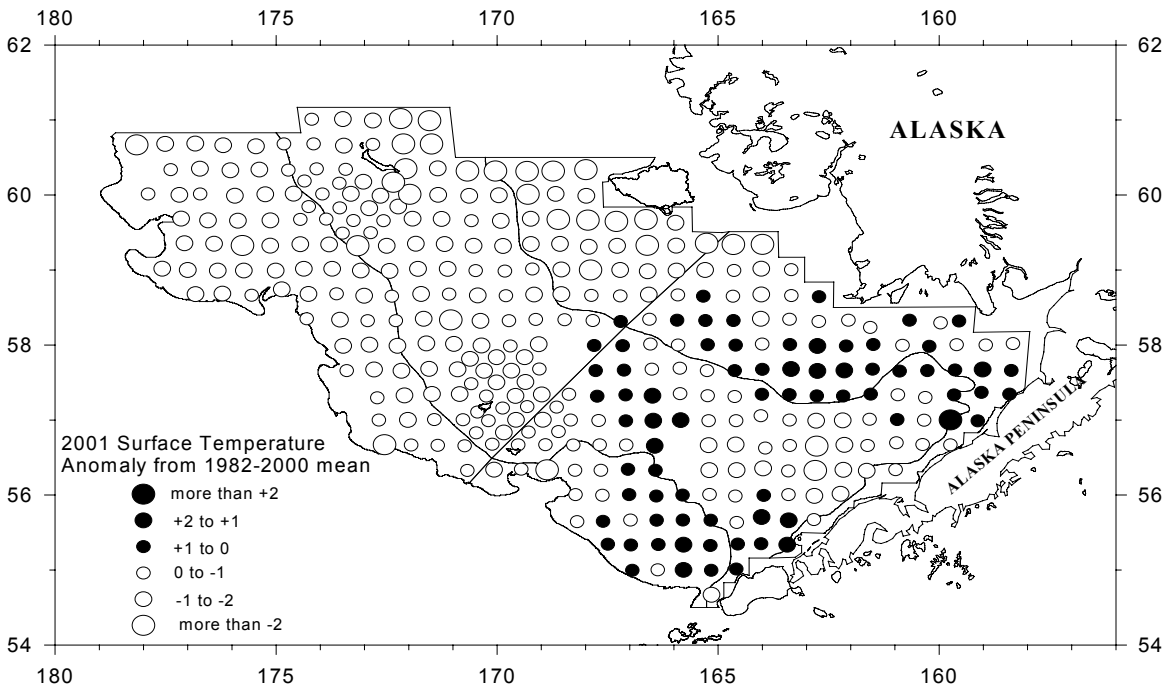 180 175 170 165 160
62 62
ALASKA
60 60
58 58
ALASKA PENINSULA
2001 Surface Temperature
Anomaly from 1982-2000 mean
more than +2
+2 to +1
+1 to 0
0 to -1
-1 to -2
more than -2
56 56
54 54
180 175 170 165 160